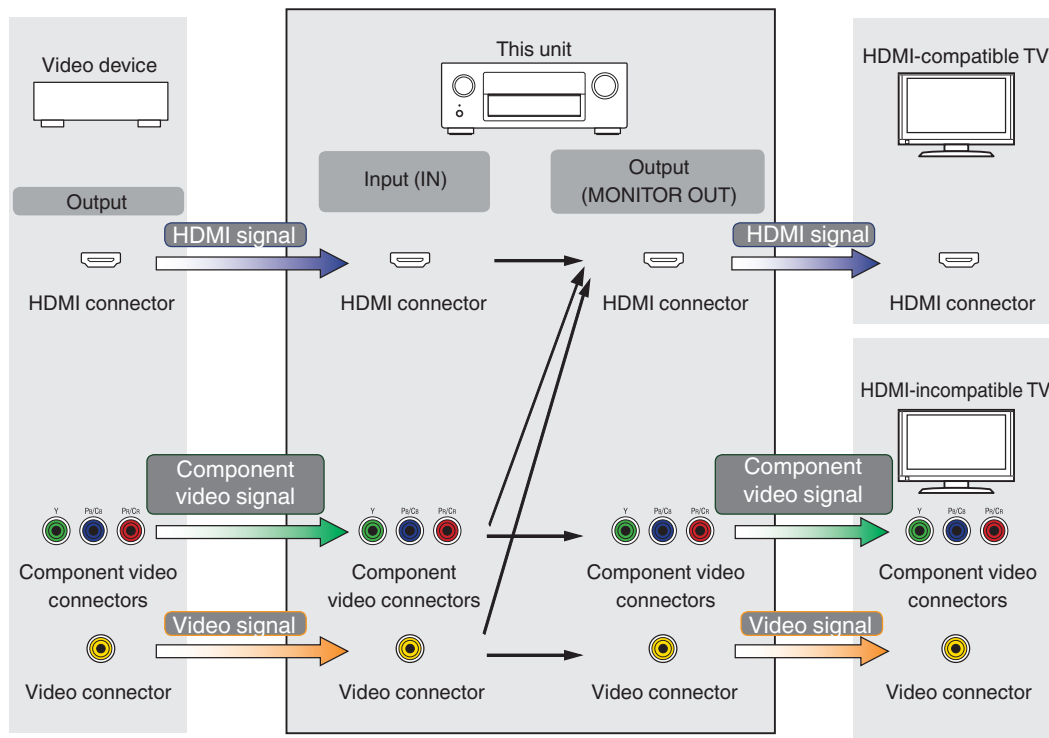 Video device
This unit
HDMI-compatible TV
Output
Input (IN)
Output
(MONITOR OUT)
HDMI signal
HDMI signal
HDMI connector
HDMI connector
HDMI connector
HDMI connector
HDMI-incompatible TV
Component
video signal
Component
video signal
Y PB/CB PR/CR
Y PB/CB PR/CR
Y PB/CB PR/CR
Y PB/CB PR/CR
Component video
connectors
Component
video connectors
Component video
connectors
Component video
connectors
Video signal
Video signal
Video connector
Video connector
Video connector
Video connector